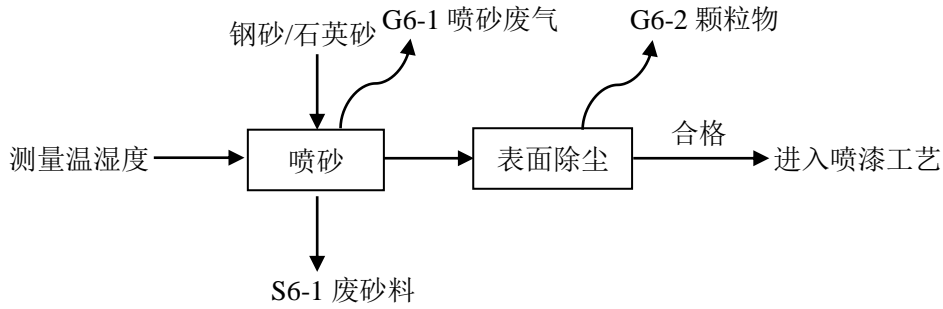 钢砂/石英砂
G6-1 喷砂废气
G6-2 颗粒物
测量温湿度
喷砂
表面除尘
合格
进入喷漆工艺
S6-1 废砂料